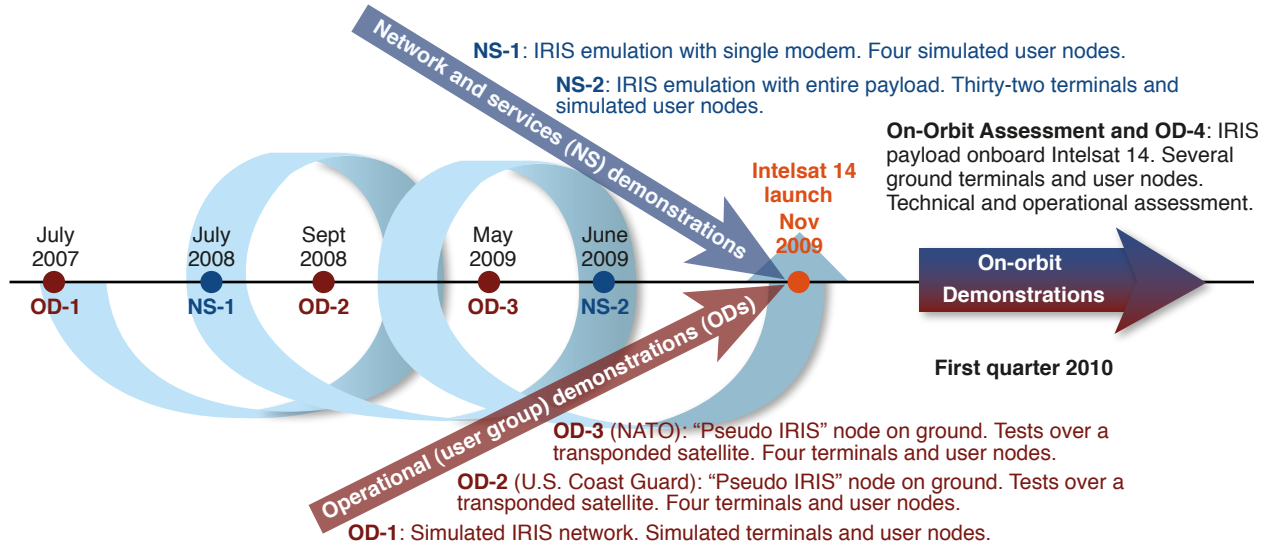 Network and services (NS) demonstrations
NS-1: IRIS emulation with single modem. Four simulated user nodes.
NS-2: IRIS emulation with entire payload. Thirty-two terminals and
simulated user nodes.
On-Orbit Assessment and OD-4: IRIS
payload onboard Intelsat 14. Several
ground terminals and user nodes.
Technical and operational assessment.
Intelsat 14
launch
Nov
2009
July
2007
OD-1
July
2008
NS-1
Sept
2008
OD-2
May
2009
OD-3
June
2009
NS-2
On-orbit
Demonstrations
First quarter 2010
Operational (user group) demonstrations (ODs)
OD-3 (NATO): “Pseudo IRIS” node on ground. Tests over a
transponded satellite. Four terminals and user nodes.
OD-2 (U.S. Coast Guard): “Pseudo IRIS” node on ground. Tests over a
transponded satellite. Four terminals and user nodes.
OD-1: Simulated IRIS network. Simulated terminals and user nodes.